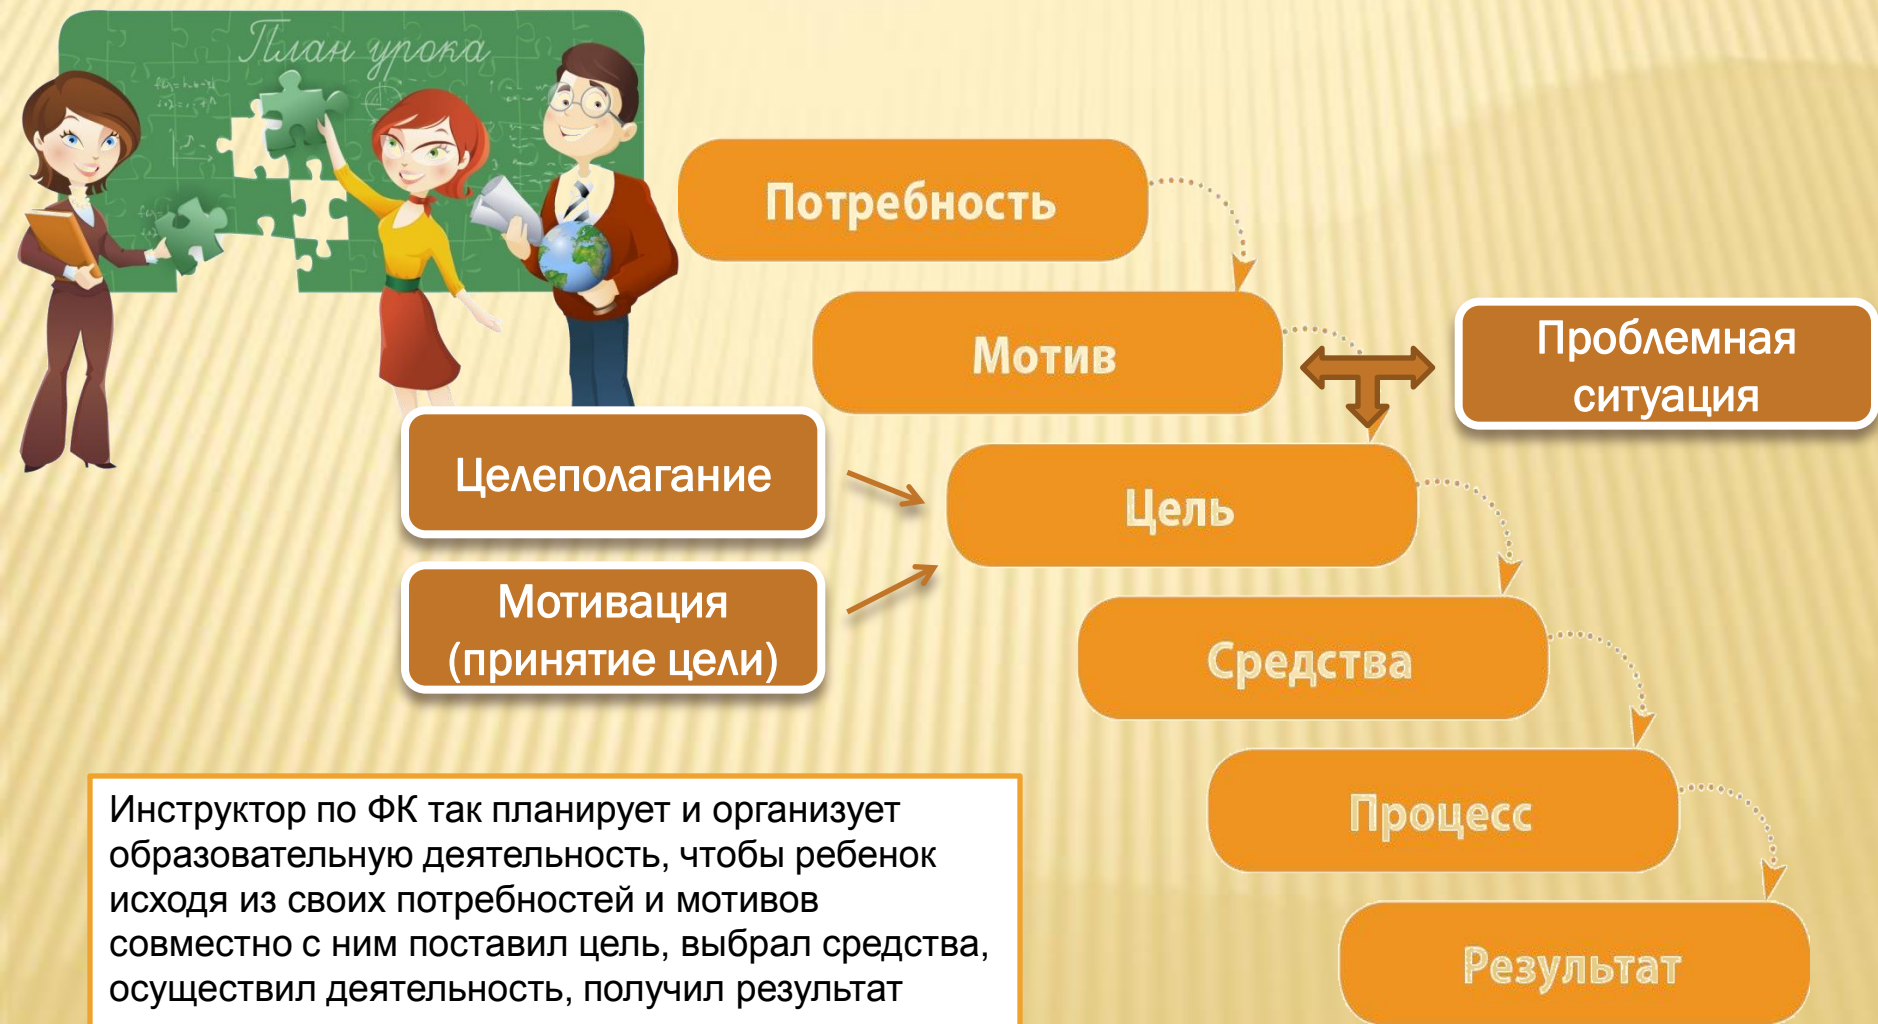 План урока
Потребность
Мотив
Проблемная
ситуация
Целеполагание
Цель
Мотивация
(принятие цели)
Средства
Процесс
Результат
Инструктор по ФК так планирует и организует
образовательную деятельность, чтобы ребенок
исходя из своих потребностей и мотивов
совместно с ним поставил цель, выбрал средства,
осуществил деятельность, получил результат